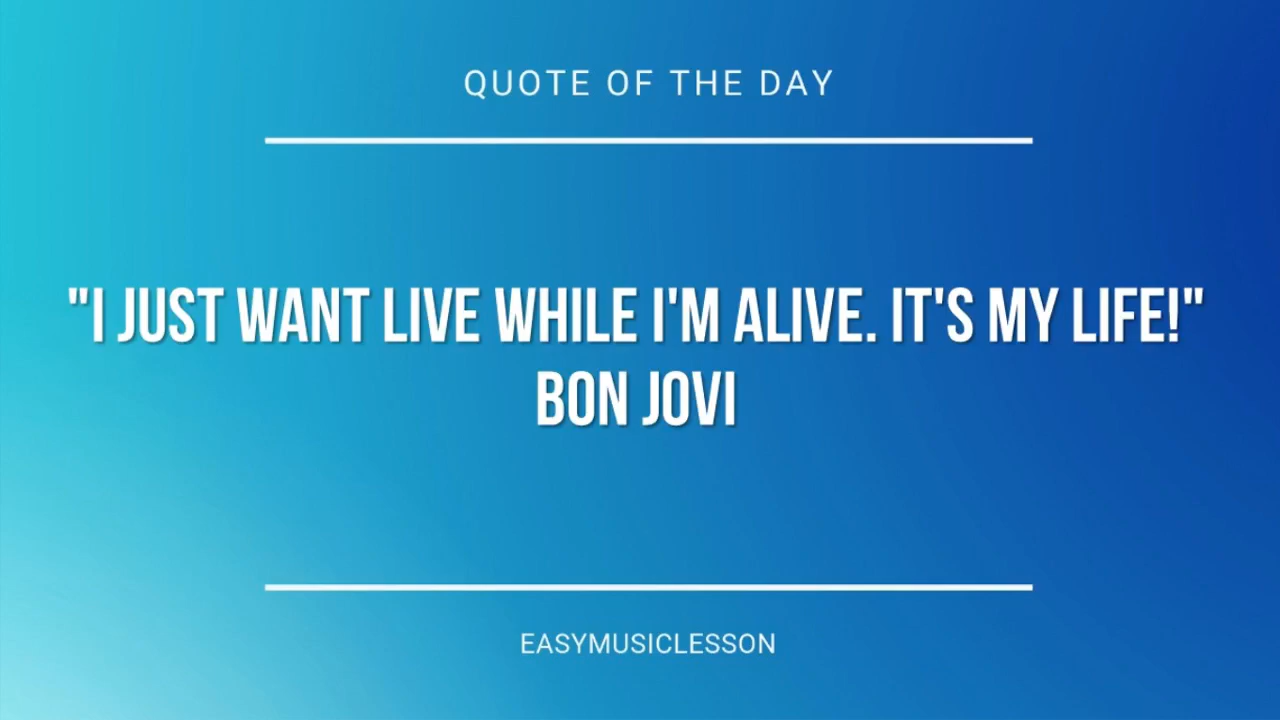 QUOTE OF THE DAY
"I JUST WANT LIVE WHILE I'M ALIVE. IT'S MY LIFE!"
BON JOVI
EASYMUSICLESSON